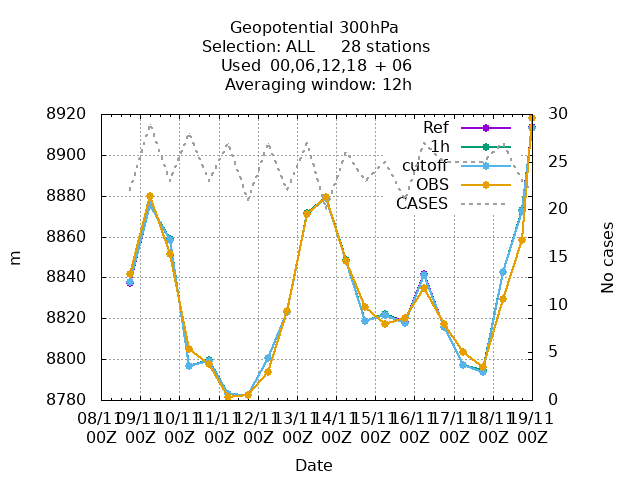 Geopotential 300hPa
Selection: ALL 28 stations
Used 00,06,12,18 + 06
Averaging window: 12h
8920
8900
8880
8860
8840
8820
8800
8780
30
25
20
15
10
5
0
m
No cases
Ref
1h
cutoff
OBS
CASES
08/11 09/11 10/11 11/11 12/11 13/11 14/11 15/11 16/11 17/11 18/11 19/11
00Z 00Z 00Z 00Z 00Z 00Z 00Z 00Z 00Z 00Z 00Z 00Z
Date